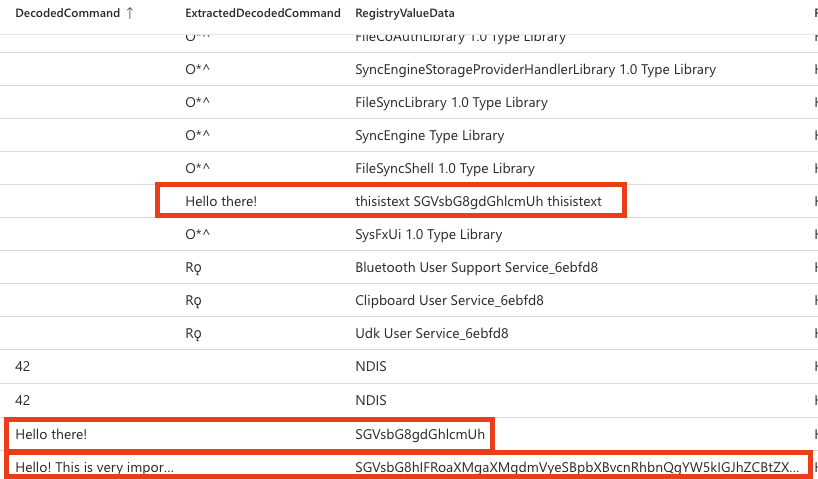 DecodedCommand ↑ ExtractedDecodedCommand RegistryValueData
O*^ FileCoAuthLibrary 1.0 Type Library
O*^ SyncEngineStorageProviderHandlerLibrary 1.0 Type Library
O*^ FileSyncLibrary 1.0 Type Library
O*^ SyncEngine Type Library
O*^ FileSyncShell 1.0 Type Library
Hello there! thisistext SGVsbG8gdGhlcmUh thisistext
O*^ SysFxUi 1.0 Type Library
Rƍ Bluetooth User Support Service_6ebfd8
Rƍ Clipboard User Service_6ebfd8
Rƍ Udk User Service_6ebfd8
42 NDIS
42 NDIS
Hello there! SGVsbG8gdGhlcmUh
Hello! This is very impor... SGVsbG8hIFRoaXMgaXMgdmVyeSBpbXBvcnRhbnQgYW5kIGJhZCBtZX...